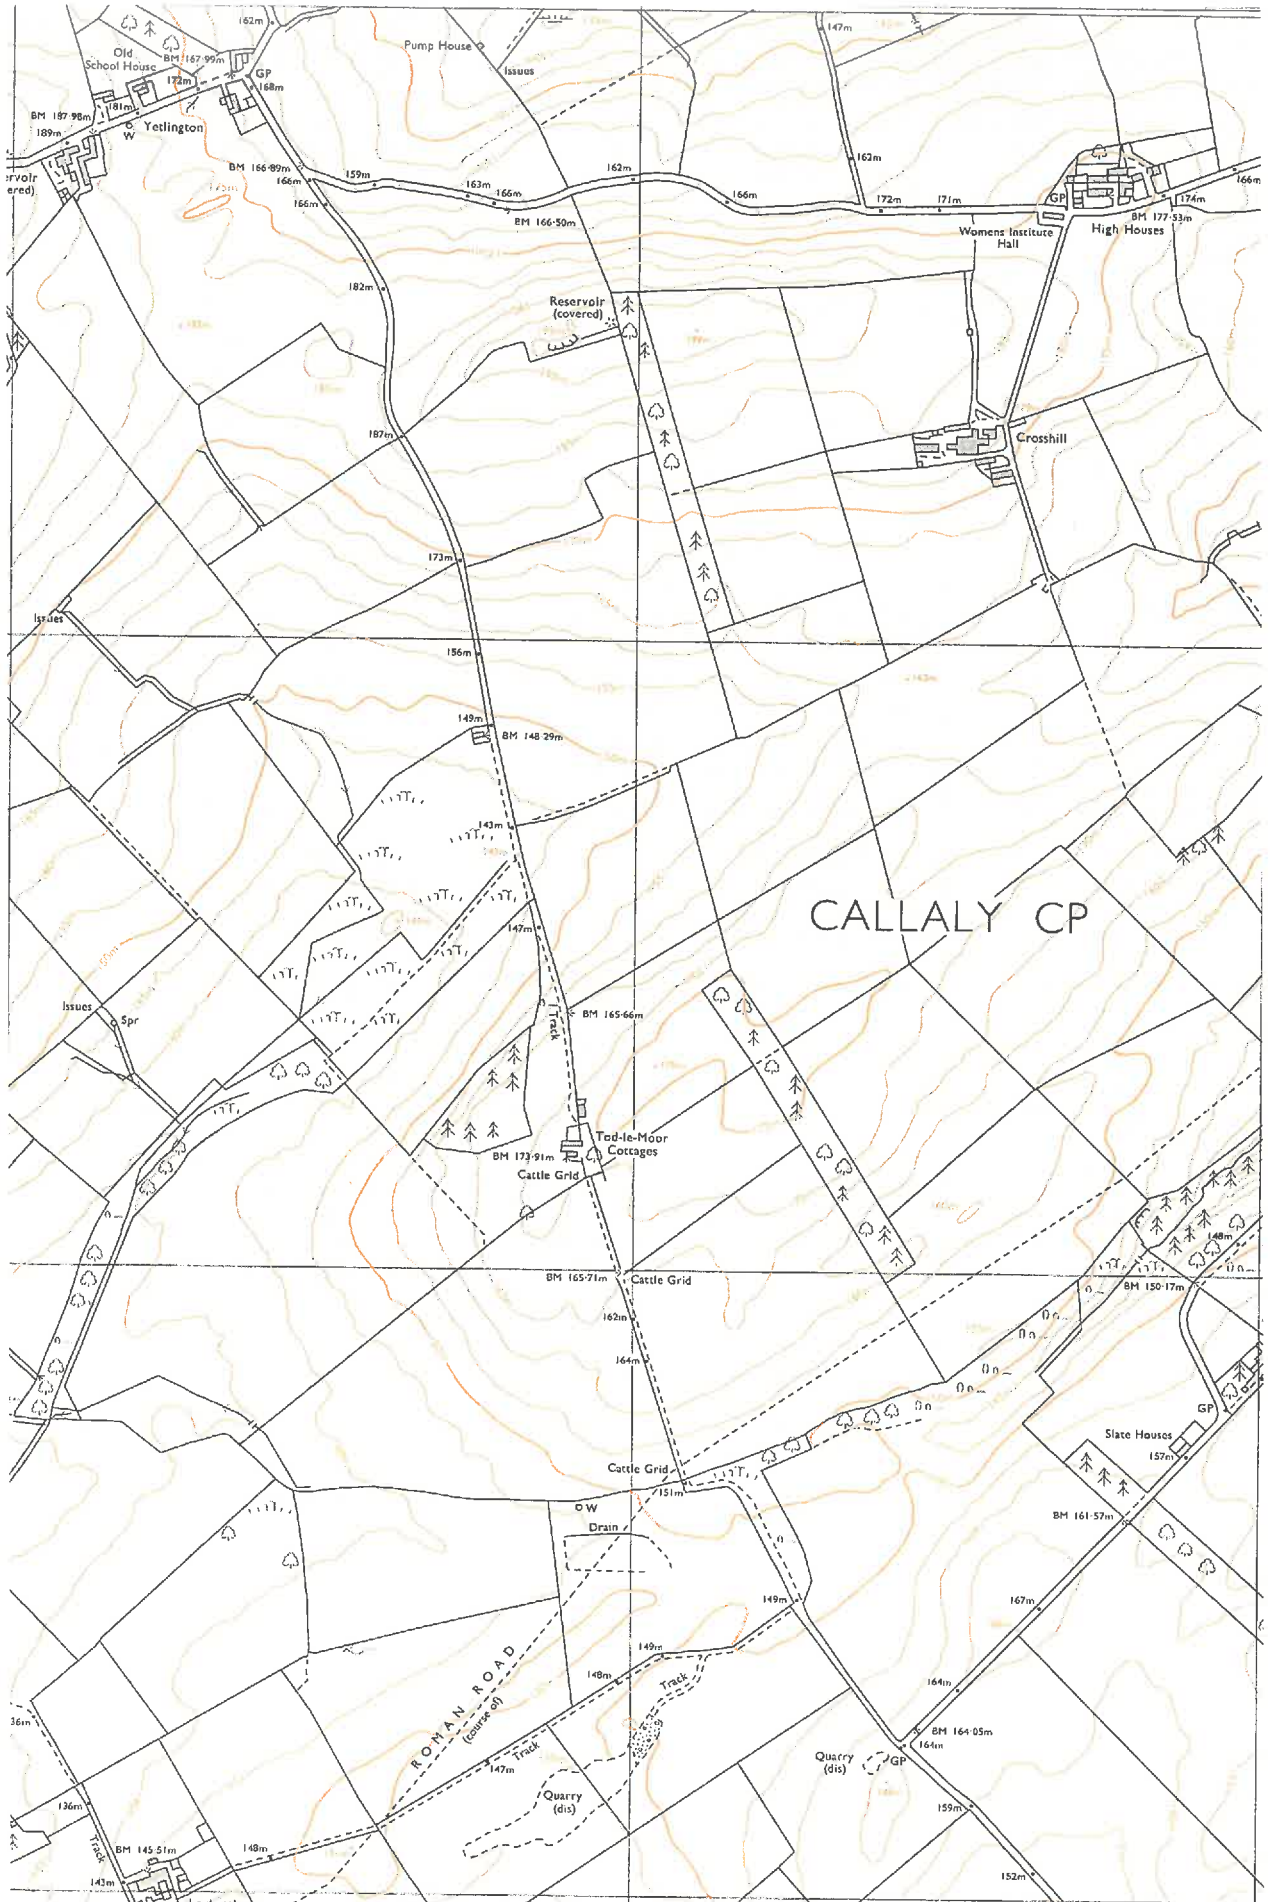 162m
Old
School House
BM 167·99m
172m
GP
168m
Pump House
Issues
147m
BM 187·98m
181m
189m
W
Yetlington
BM 166·89m
166m
159m
163m
166m
162m
166m
162m
172m
171m
GP
166m
174m
BM 177·53m
High Houses
Womens Institute
Hall
166m
BM 166·50m
182m
Reservoir
(covered)
187m
Crosshill
173m
Issues
156m
149m
BM 148·29m
143m
CALLALY CP
147m
150m
Issues
Spr
Track
BM 165·66m
Tod-le-Moor
Cottages
BM 173·91m
Cattle Grid
BM 165·71m
Cattle Grid
148m
BM 150·17m
162m
164m
GP
Slate Houses
157m
Cattle Grid
151m
W
Drain
BM 161·57m
149m
167m
149m
148m
Track
164m
ROMAN ROAD
(course of)
Track
147m
BM 164·05m
164m
Quarry
(dis)
GP
Quarry
(dis)
159m
36m
136m
Track
BM 145·51m
148m
143m
152m